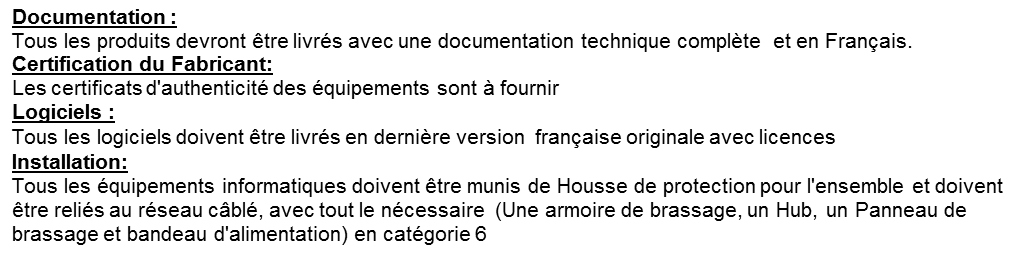 Documentation :
Tous les produits devront être livrés avec une documentation technique complète et en Français.
Certification du Fabricant:
Les certificats d'authenticité des équipements sont à fournir
Logiciels :
Tous les logiciels doivent être livrés en dernière version française originale avec licences
Installation:
Tous les équipements informatiques doivent être munis de Housse de protection pour l'ensemble et doivent
être reliés au réseau câblé, avec tout le nécessaire (Une armoire de brassage, un Hub, un Panneau de
brassage et bandeau d'alimentation) en catégorie 6